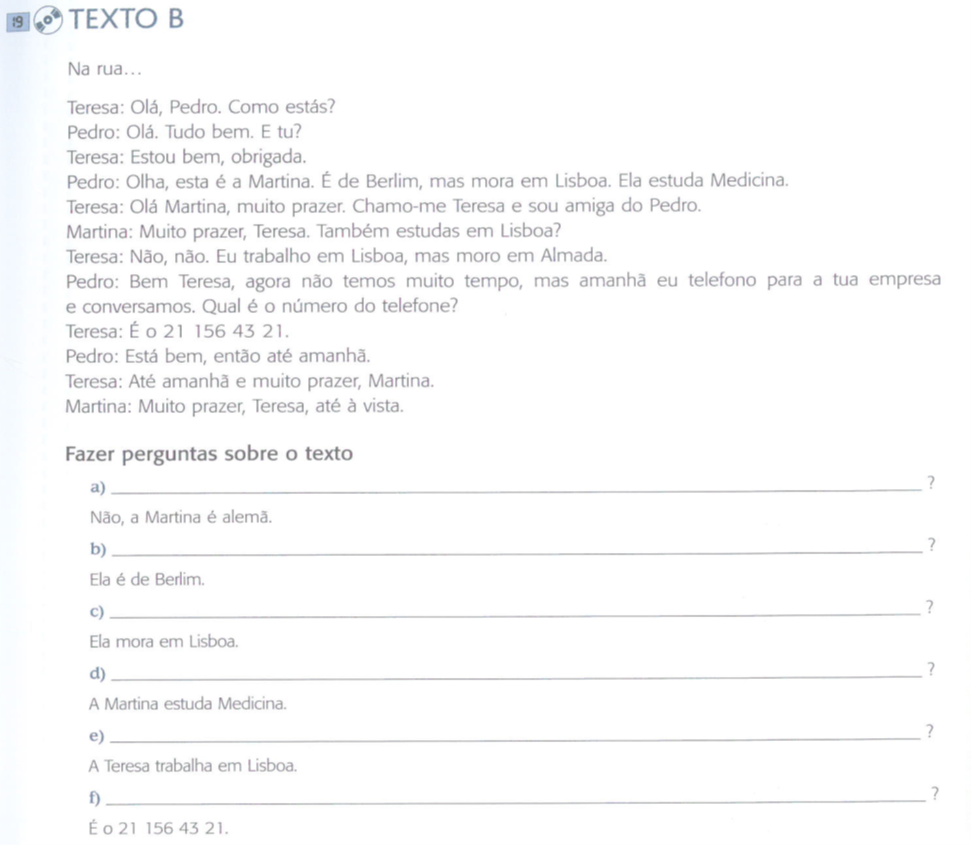 19 TEXTO B
Na rua...
Teresa: Olá, Pedro. Como estás?
Pedro: Olá. Tudo bem. E tu?
Teresa: Estou bem, obrigada.
Pedro: Olha, esta é a Martina. É de Berlim, mas mora em Lisboa. Ela estuda Medicina.
Teresa: Olá Martina, muito prazer. Chamo-me Teresa e sou amiga do Pedro.
Martina: Muito prazer, Teresa. Também estudas em Lisboa?
Teresa: Não, não. Eu trabalho em Lisboa, mas moro em Almada.
Pedro: Bem Teresa, agora não temos muito tempo, mas amanhã eu telefono para a tua empresa
e conversamos. Qual é o número do telefone?
Teresa: É o 21 156 43 21.
Pedro: Está bem, então até amanhã.
Teresa: Até amanhã e muito prazer, Martina.
Martina: Muito prazer, Teresa, até à vista.
Fazer perguntas sobre o texto
a) ?
Não, a Martina é alemã.
b) ?
Ela é de Berlim.
c) ?
Ela mora em Lisboa.
d) ?
A Martina estuda Medicina.
e) ?
A Teresa trabalha em Lisboa.
f) ?
É o 21 156 43 21.